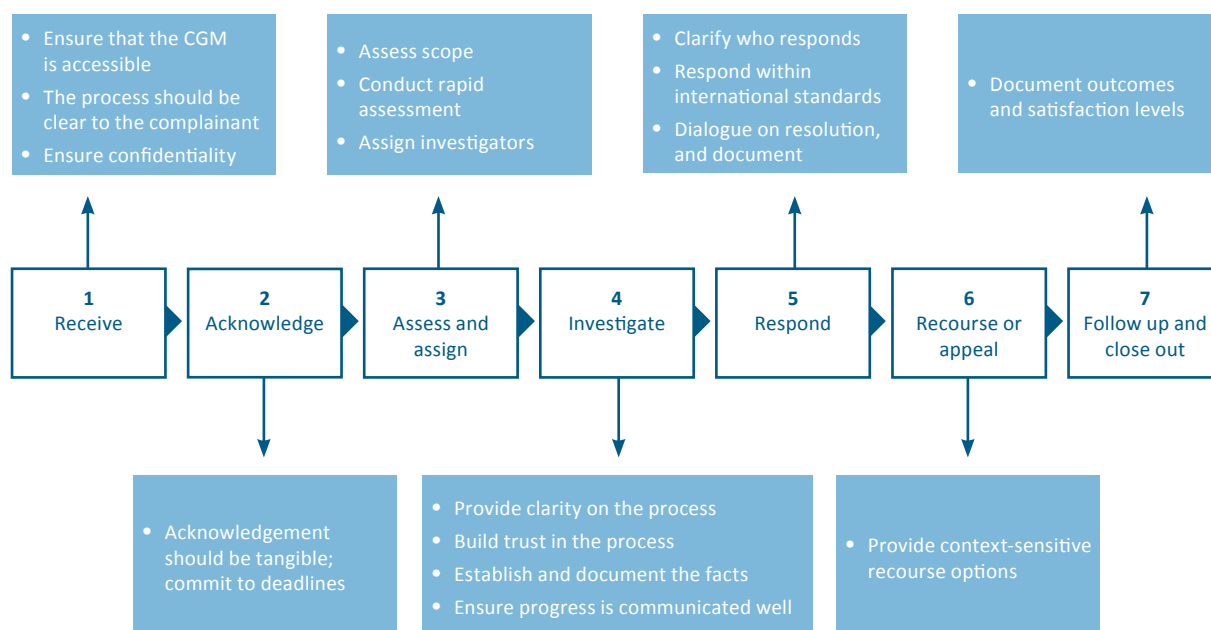 • Ensure that the CGM
is accessible
• The process should be
clear to the complainant
• Ensure confidentiality
• Assess scope
• Conduct rapid
assessment
• Assign investigators
• Clarify who responds
• Respond within
international standards
• Dialogue on resolution,
and document
• Document outcomes
and satisfaction levels
1
Receive
2
Acknowledge
3
Assess and
assign
4
Investigate
5
Respond
6
Recourse or
appeal
7
Follow up and
close out
• Acknowledgement
should be tangible;
commit to deadlines
• Provide clarity on the process
• Build trust in the process
• Establish and document the facts
• Ensure progress is communicated well
• Provide context-sensitive
recourse options